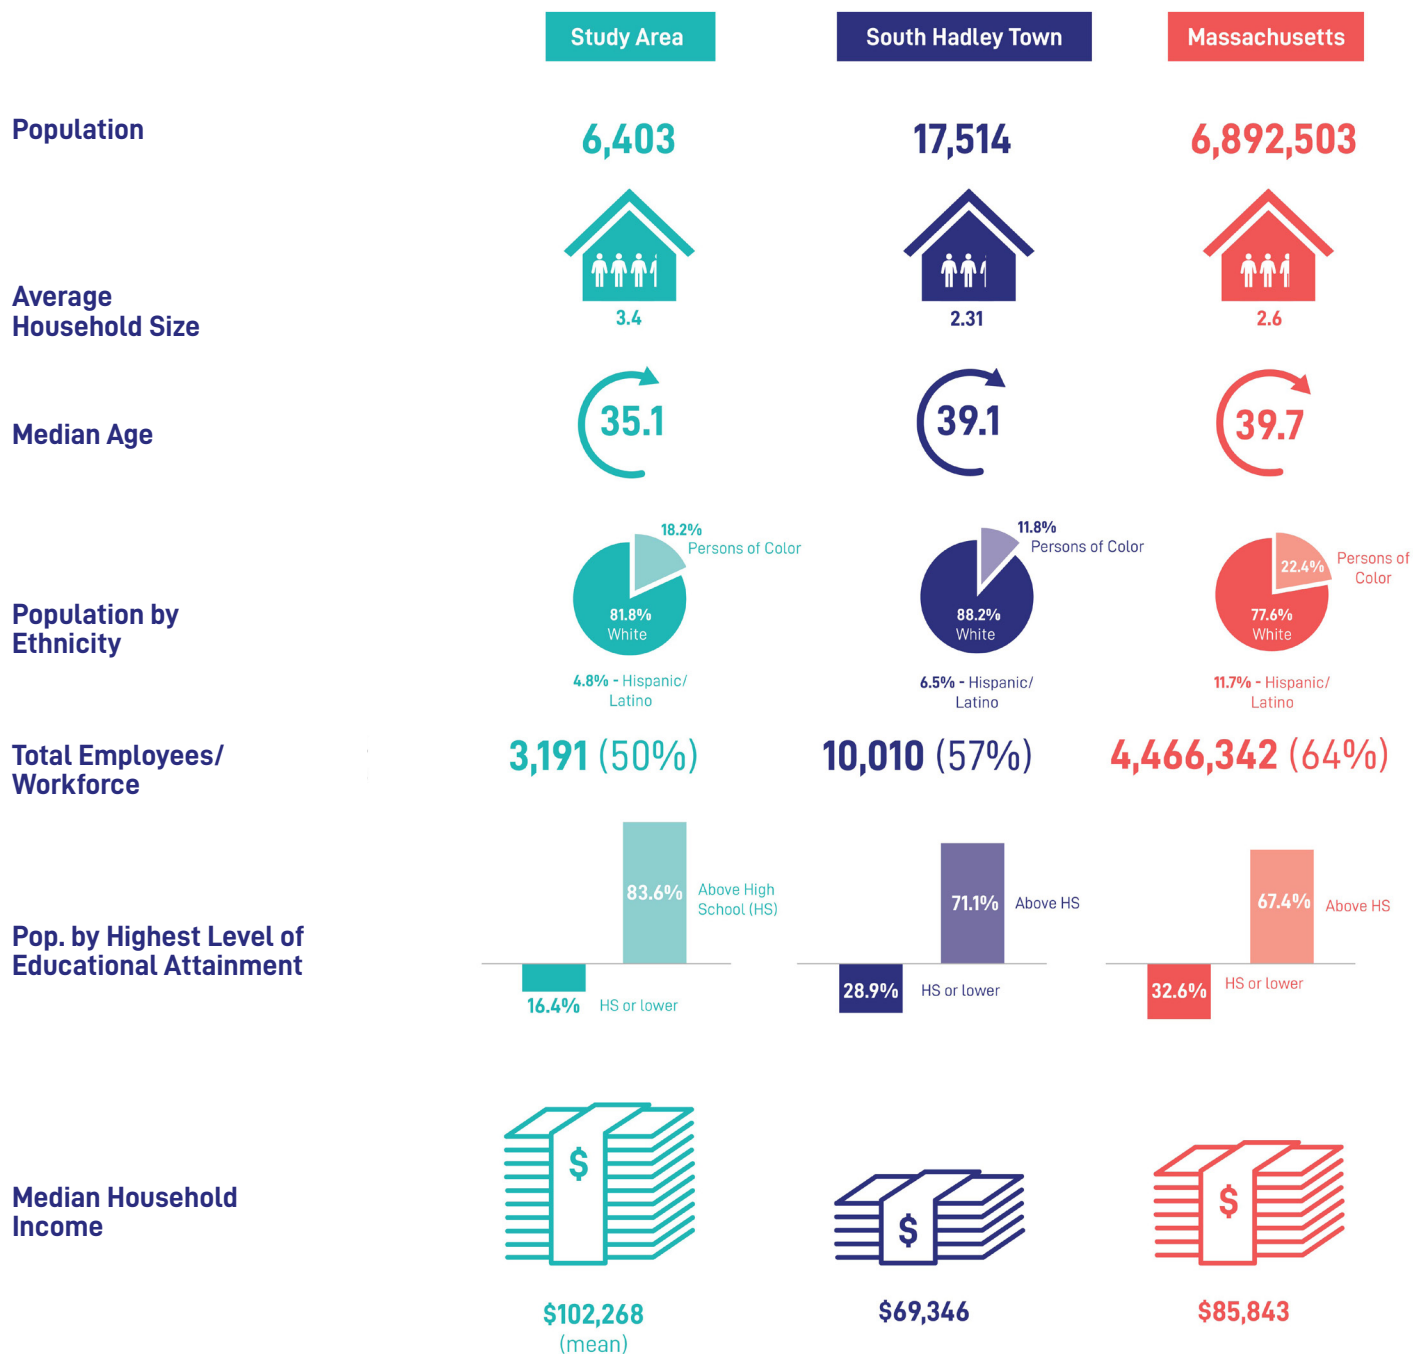 Study Area
South Hadley Town
Massachusetts
Population
6,403
17,514
6,892,503
Average
Household Size
3.4
2.31
2.6
Median Age
35.1
39.1
39.7
Population by
Ethnicity
18.2%
Persons of Color
81.8%
White
4.8% - Hispanic/
Latino
11.8%
Persons of Color
88.2%
White
6.5% - Hispanic/
Latino
22.4%
Persons of
Color
77.6%
White
11.7% - Hispanic/
Latino
Total Employees/
Workforce
3,191 (50%)
10,010 (57%)
4,466,342 (64%)
Pop. by Highest Level of
Educational Attainment
83.6%
Above High
School (HS)
16.4%
HS or lower
71.1%
Above HS
28.9%
HS or lower
67.4%
Above HS
32.6%
HS or lower
Median Household
Income
$
$102,268
(mean)
$
$69,346
$
$85,843